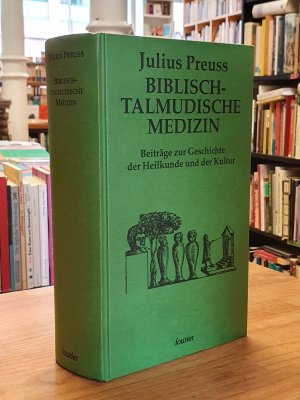 JULIUS PREUSS
BIBLISCH-
TALMUDISCHE
MEDIZIN
Julius Preuss
BIBLISCH-
TALMUDISCHE
MEDIZIN
Beiträge zur Geschichte
der Heilkunde und der Kultur
fourier
fourier